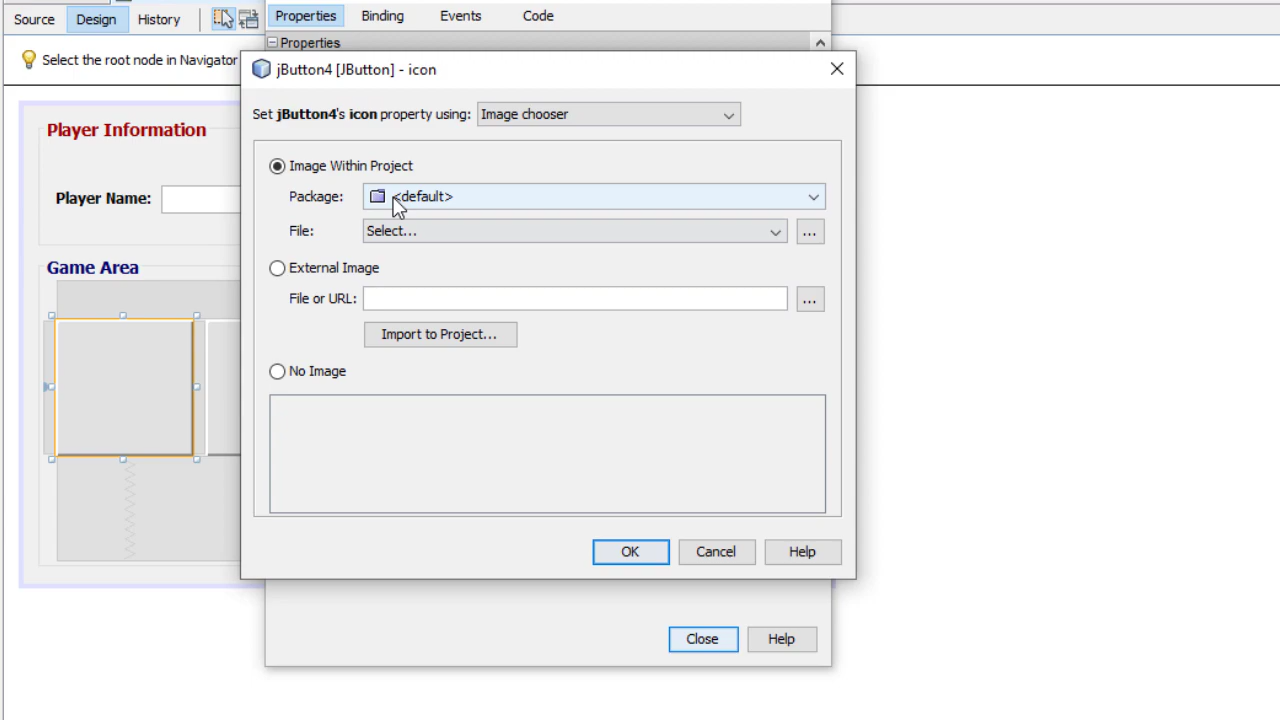 Source Design History
Properties Binding Events Code
Properties
Select the root node in Navigator
jButton4 [JButton] - icon
Set jButton4's icon property using: Image chooser
Player Information
Image Within Project
Player Name:
Package: <default>
File: Select... ...
Game Area
External Image
File or URL: ...
Import to Project...
No Image
OK Cancel Help
Close Help